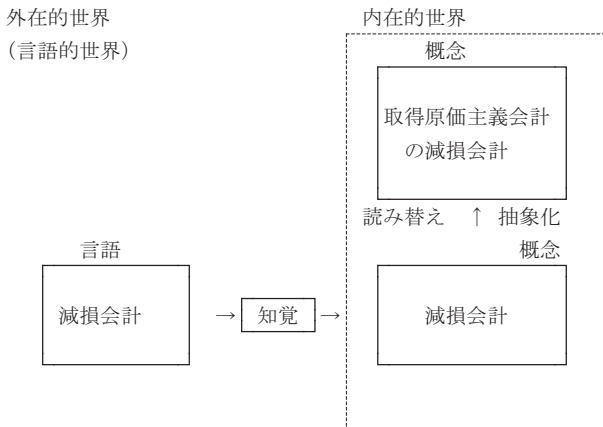 外在的世界
内在的世界
(言語的世界)
概念
取得原価主義会計
の減損会計
読み替え ↑ 抽象化
言語
概念
減損会計
→ 知覚 →
減損会計